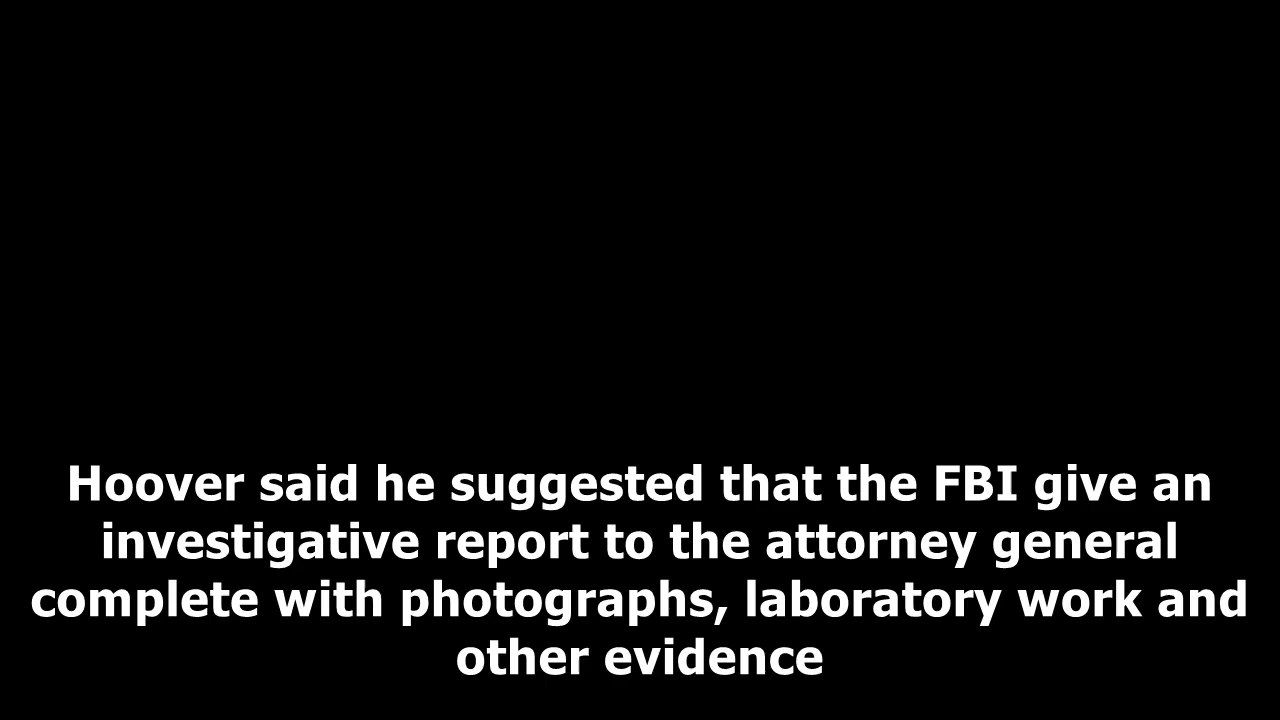 Hoover said he suggested that the FBI give an
investigative report to the attorney general
complete with photographs, laboratory work and
other evidence